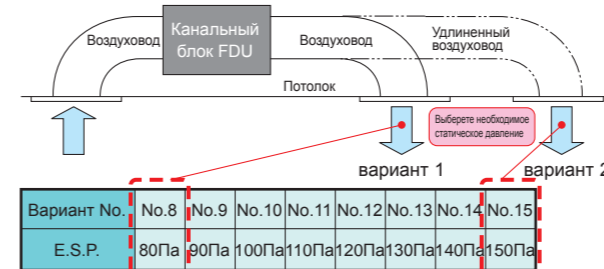 Воздуховод
Канальный
блок FDU
Воздуховод
Удлиненный
воздуховод
Потолок
Выберете необходимое
статическое давление
вариант 1
вариант 2
Вариант No. No.8 No.9 No.10 No.11 No.12 No.13 No.14 No.15
E.S.P. 80Па 90Па 100Па 110Па 120Па 130Па 140Па 150Па